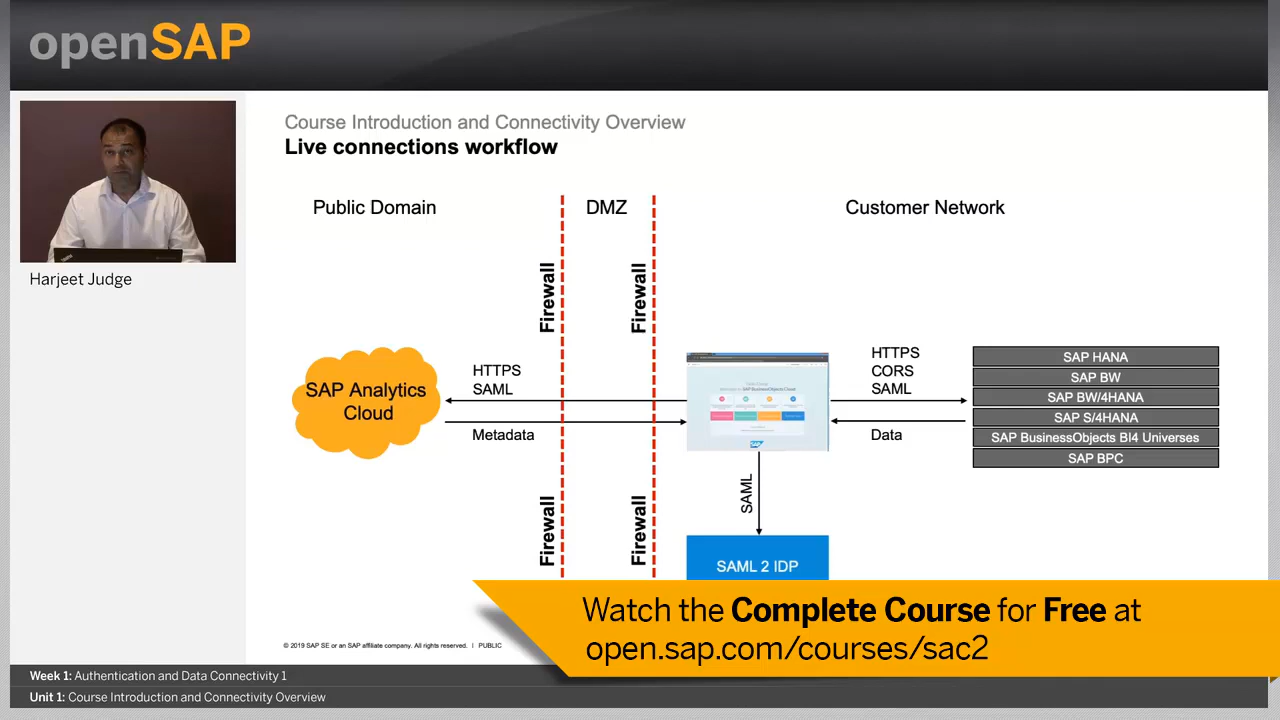 openSAP
Course Introduction and Connectivity Overview
Live connections workflow
Public Domain
DMZ
Customer Network
Harjeet Judge
Firewall
Firewall
SAP Analytics
Cloud
HTTPS
SAML
Metadata
HTTPS
CORS
SAML
Data
SAP HANA
SAP BW
SAP BW/4HANA
SAP S/4HANA
SAP BusinessObjects BI4 Universes
SAP BPC
SAML
Firewall
Firewall
SAML 2 IDP
Watch the Complete Course for Free at
open.sap.com/courses/sac2
© 2019 SAP SE or an SAP affiliate company. All rights reserved. | PUBLIC
Week 1: Authentication and Data Connectivity 1
Unit 1: Course Introduction and Connectivity Overview